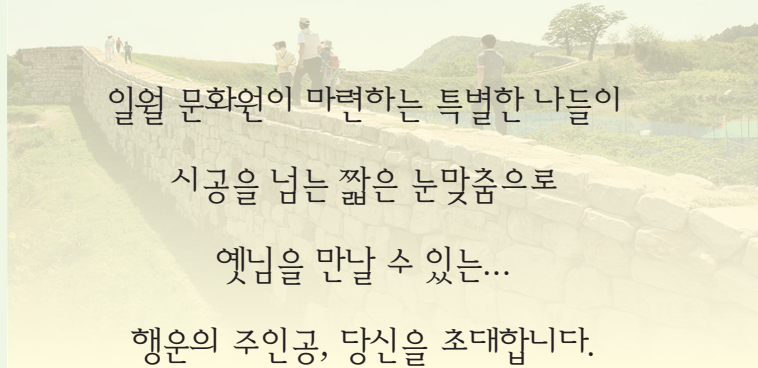 일월 문화원이 마련하는 특별한 나들이
시공을 넘는 짧은 눈맞춤으로
옛님을 만날 수 있는...
행운의 주인공, 당신을 초대합니다.